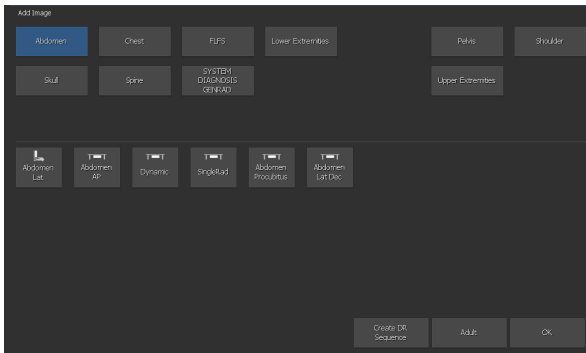 Add Image
Abdomen
Chest
FLFS
Lower Extremities
Pelvis
Shoulder
Skull
Spine
SYSTEM
DIAGNOSIS
GENRAD
Upper Extremities
Abdomen
Lat
Abdomen
AP
Dynamic
SingleRad
Abdomen
Procubitus
Abdomen
Lat Dec
Create DR
Sequence
Adult
OK